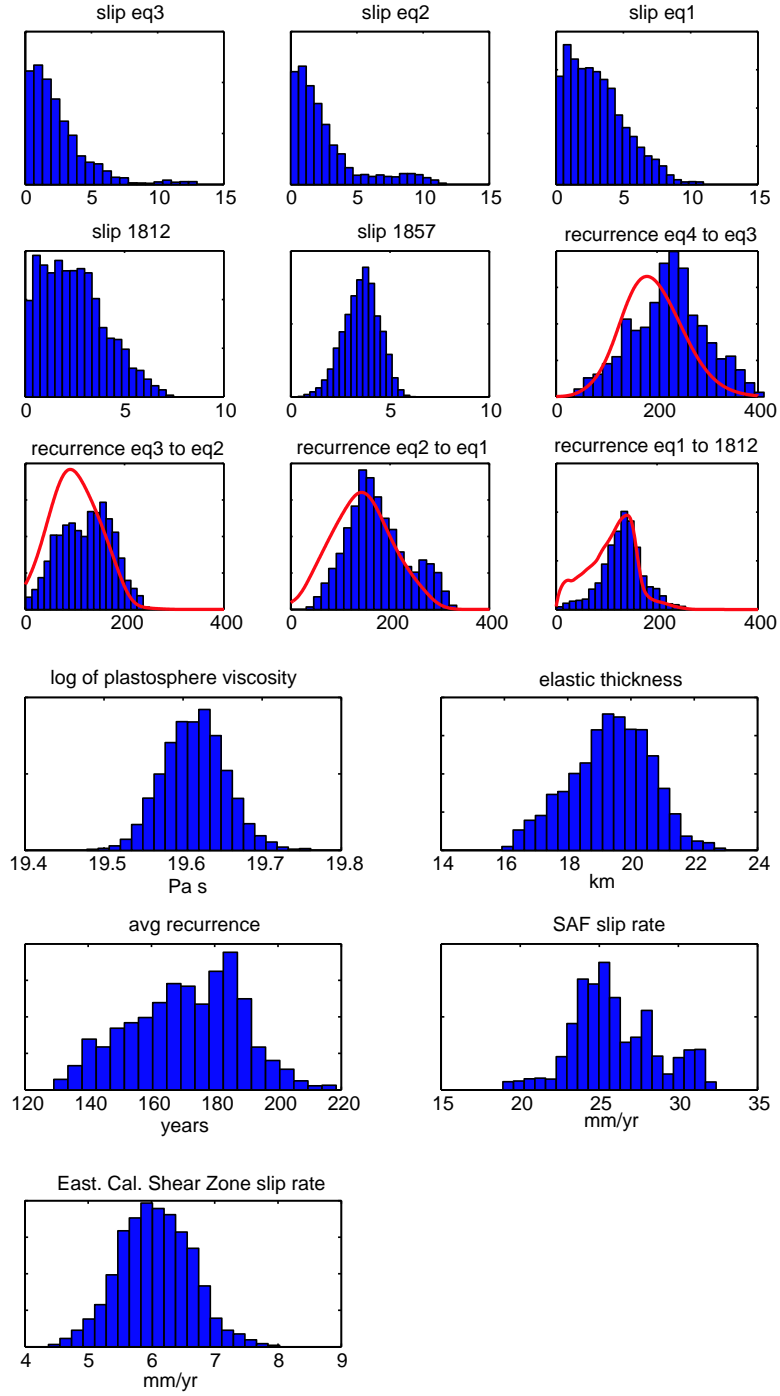 slip eq3
slip eq2
slip eq1
0 5 10 15
0 5 10 15
0 5 10 15
slip 1812
slip 1857
recurrence eq4 to eq3
0 5 10
0 5 10
0 200 400
recurrence eq3 to eq2
recurrence eq2 to eq1
recurrence eq1 to 1812
0 200 400
0 200 400
0 200 400
log of plastosphere viscosity
elastic thickness
19.4 19.5 19.6 19.7 19.8
Pa s
14 16 18 20 22 24
km
avg recurrence
SAF slip rate
120 140 160 180 200 220
years
15 20 25 30 35
mm/yr
East. Cal. Shear Zone slip rate
4 5 6 7 8 9
mm/yr